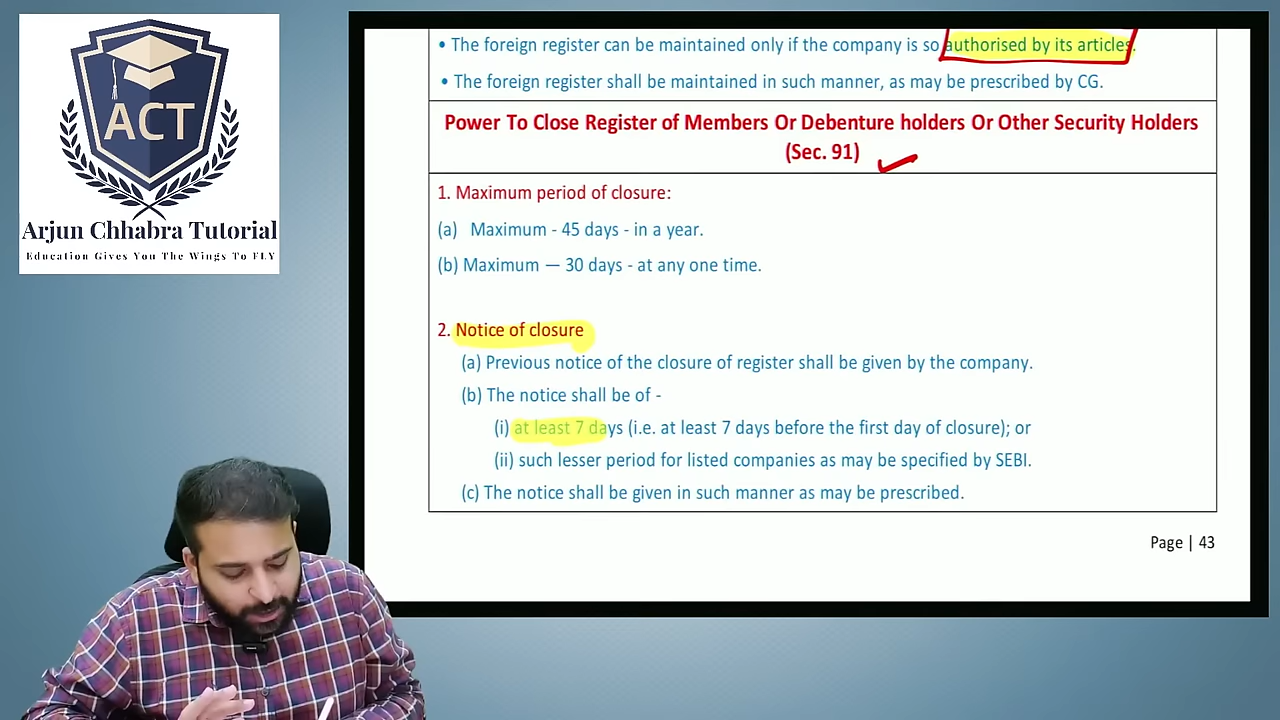 ACT
Arjun Chhabra Tutorial
Education Gives You The Wings To FLY
• The foreign register can be maintained only if the company is so authorised by its articles.
• The foreign register shall be maintained in such manner, as may be prescribed by CG.
Power To Close Register of Members Or Debenture holders Or Other Security Holders
(Sec. 91)
1. Maximum period of closure:
(a) Maximum - 45 days - in a year.
(b) Maximum — 30 days - at any one time.
2. Notice of closure
(a) Previous notice of the closure of register shall be given by the company.
(b) The notice shall be of -
(i) at least 7 days (i.e. at least 7 days before the first day of closure); or
(ii) such lesser period for listed companies as may be specified by SEBI.
(c) The notice shall be given in such manner as may be prescribed.
Page | 43